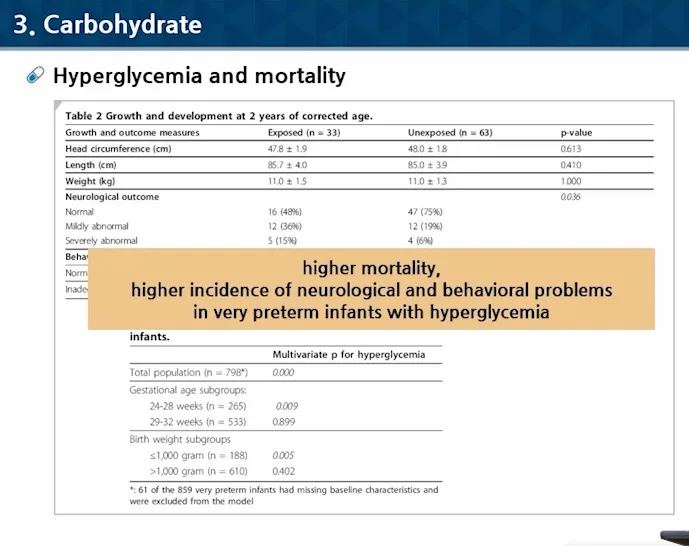 3. Carbohydrate
Hyperglycemia and mortality
Table 2 Growth and development at 2 years of corrected age.
Growth and outcome measures Exposed (n = 33) Unexposed (n = 63) p-value
Head circumference (cm) 47.8 ± 1.9 48.0 ± 1.8 0.613
Length (cm) 85.7 ± 4.0 85.0 ± 3.9 0.410
Weight (kg) 11.0 ± 1.5 11.0 ± 1.3 1.000
Neurological outcome 0.036
Normal 16 (48%) 47 (75%)
Mildly abnormal 12 (36%) 12 (19%)
Severely abnormal 5 (15%) 4 (6%)
Beha
Norm
Inade
higher mortality,
higher incidence of neurological and behavioral problems
in very preterm infants with hyperglycemia
infants.
Multivariate p for hyperglycemia
Total population (n = 798*) 0.000
Gestational age subgroups:
24-28 weeks (n = 265) 0.009
29-32 weeks (n = 533) 0.899
Birth weight subgroups
≤1,000 gram (n = 188) 0.005
>1,000 gram (n = 610) 0.402
*: 61 of the 859 very preterm infants had missing baseline characteristics and
were excluded from the model